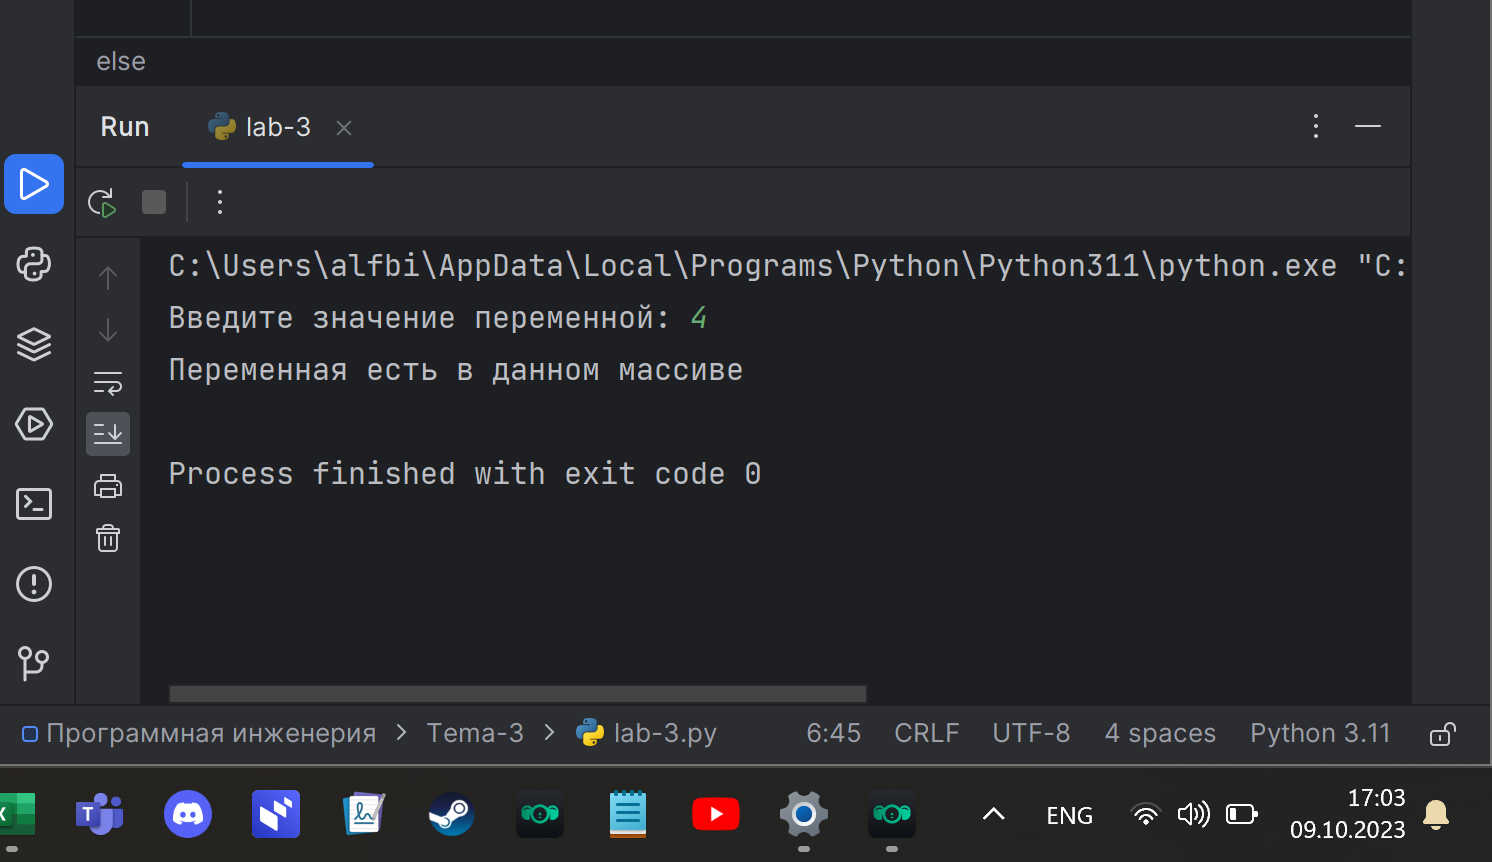 else
Run lab-3
C:\Users\alfbi\AppData\Local\Programs\Python\Python311\python.exe "C:
Введите значение переменной: 4
Переменная есть в данном массиве
Process finished with exit code 0
Программная инженерия > Tema-3 > lab-3.py 6:45 CRLF UTF-8 4 spaces Python 3.11
ENG
17:03
09.10.2023